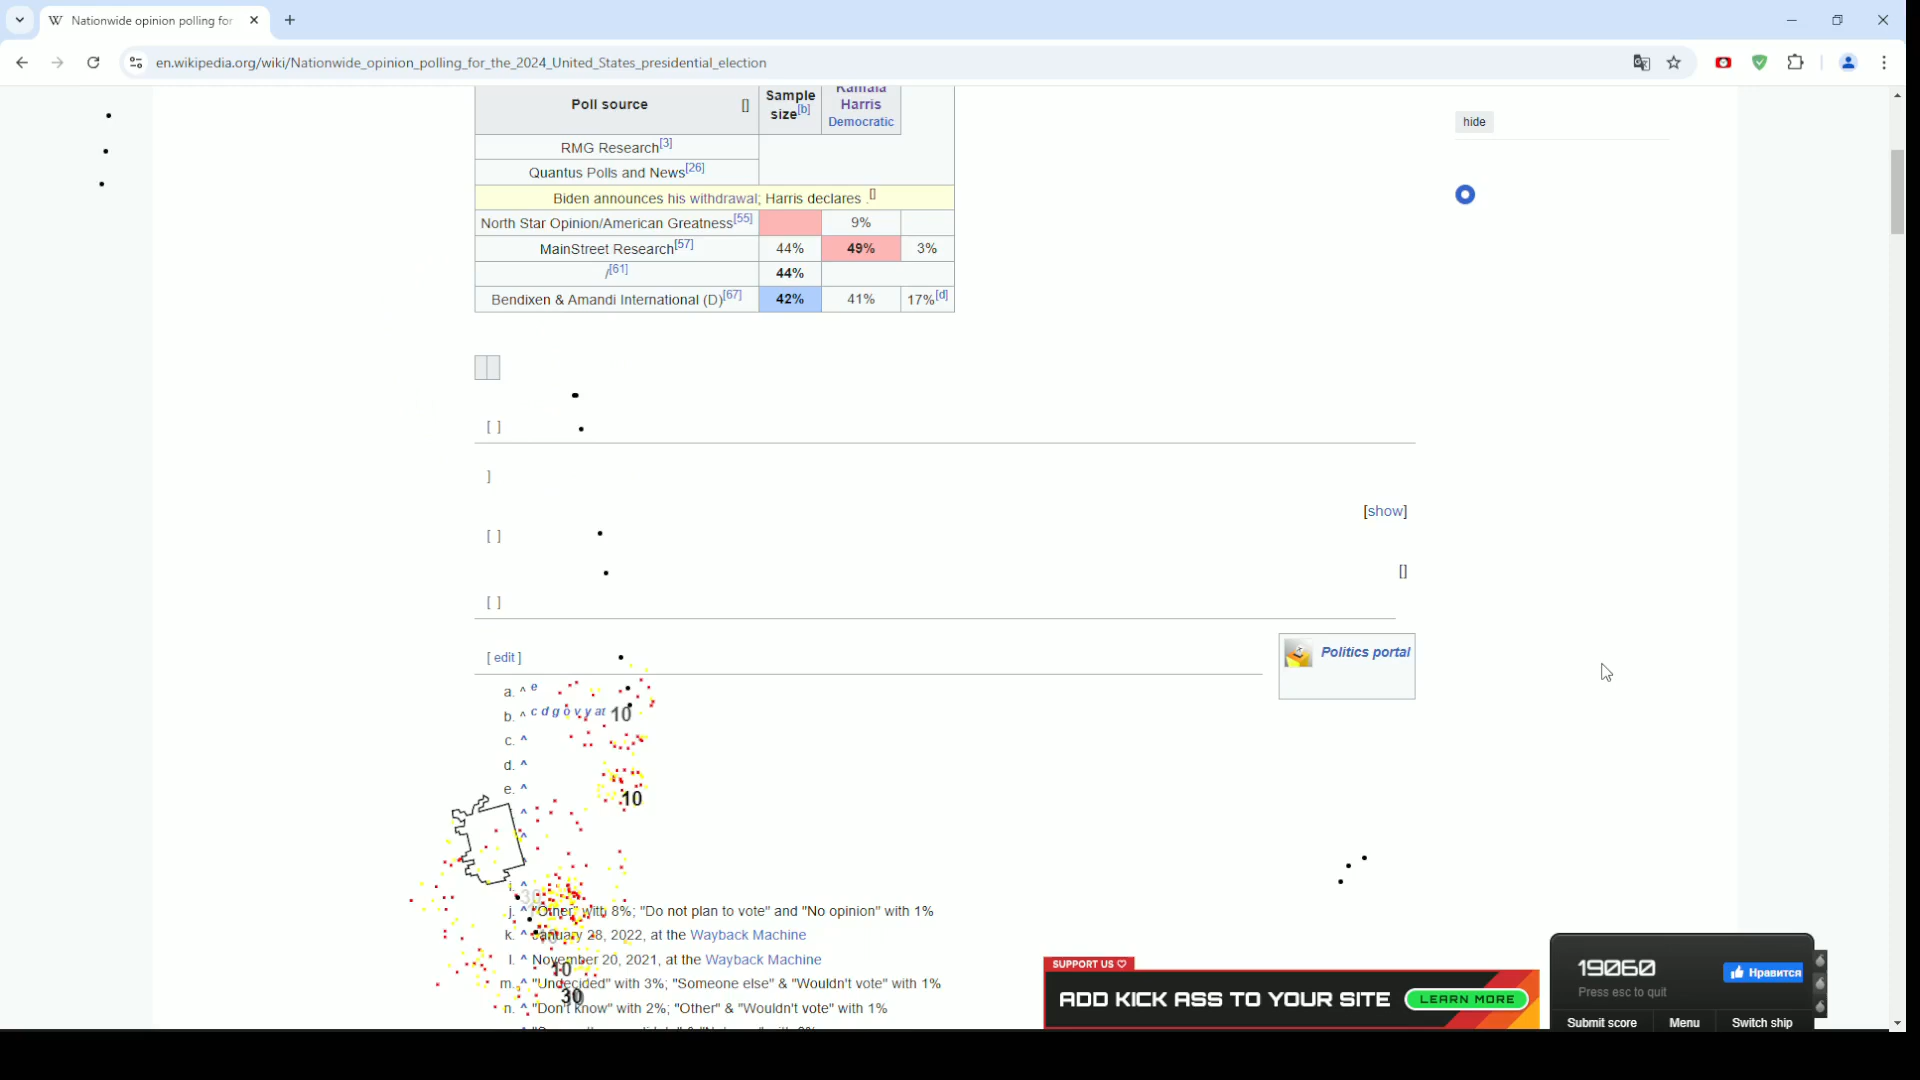 Nationwide opinion polling for
en.wikipedia.org/wiki/Nationwide_opinion_polling_for_the_2024_United_States_presidential_election
Poll source []
Sample size[b]
Kamala Harris Democratic
RMG Research[3]
Quantus Polls and News[26]
Biden announces his withdrawal; Harris declares .[]
North Star Opinion/American Greatness[55] 9%
MainStreet Research[57] 44% 49% 3%
/[61] 44%
Bendixen & Amandi International (D)[67] 42% 41% 17%[d]
hide
[ ]
]
[show]
[ ]
[]
[ ]
[ edit ]
Politics portal
a. ^ e
b. ^ c d g o v y at 10
c. ^
d. ^
e. ^
10
^
^
i. ^
30
j. ^ "Other" with 8%; "Do not plan to vote" and "No opinion" with 1%
k. ^ January 28, 2022, at the Wayback Machine
l. ^ November 20, 2021, at the Wayback Machine
10
m. ^ "Undecided" with 3%; "Someone else" & "Wouldn't vote" with 1%
30
n. ^ "Don't know" with 2%; "Other" & "Wouldn't vote" with 1%
SUPPORT US
ADD KICK ASS TO YOUR SITE
LEARN MORE
19060
Press esc to quit
Нравится
Submit score Menu Switch ship